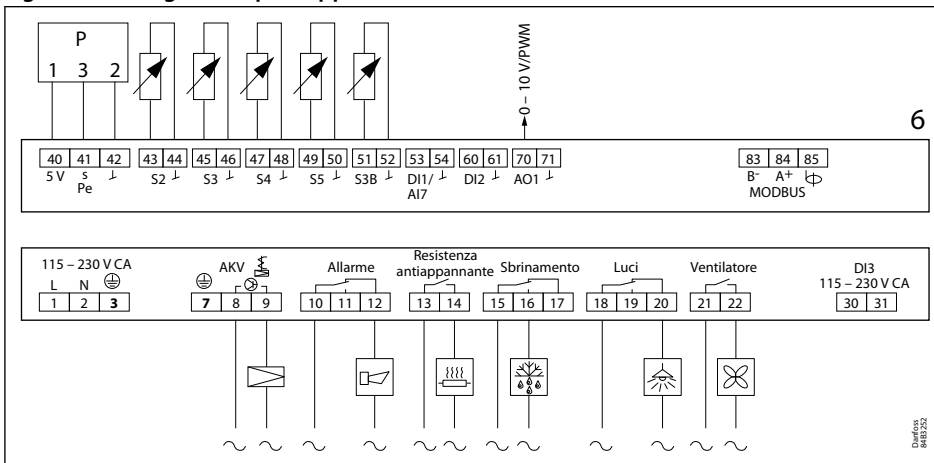 P
1 3 2
0 – 10 V/PWM
6
40 41 42 43 44 45 46 47 48 49 50 51 52 53 54 60 61 70 71 83 84 85
5 V s S2 S3 S4 S5 S3B DI1/ DI2 AO1 B- A+
Pe AI7 MODBUS
115 – 230 V CA AKV Allarme Resistenza antiappannante Sbrinamento Luci Ventilatore DI3
L N 115 – 230 V CA
1 2 3 7 8 9 10 11 12 13 14 15 16 17 18 19 20 21 22 30 31
Danfoss
84B3252